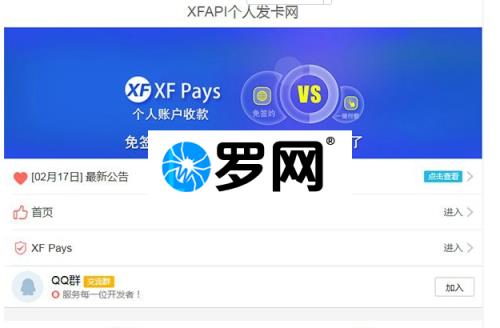 XFAPI个人发卡网
XF XF Pays
个人账户收款
VS
免签约
一键付款
免签
了
罗网®
[02月17日] 最新公告
点击查看
首页
进入
XF Pays
进入
QQ群 交流群
服务每一位开发者！
加入